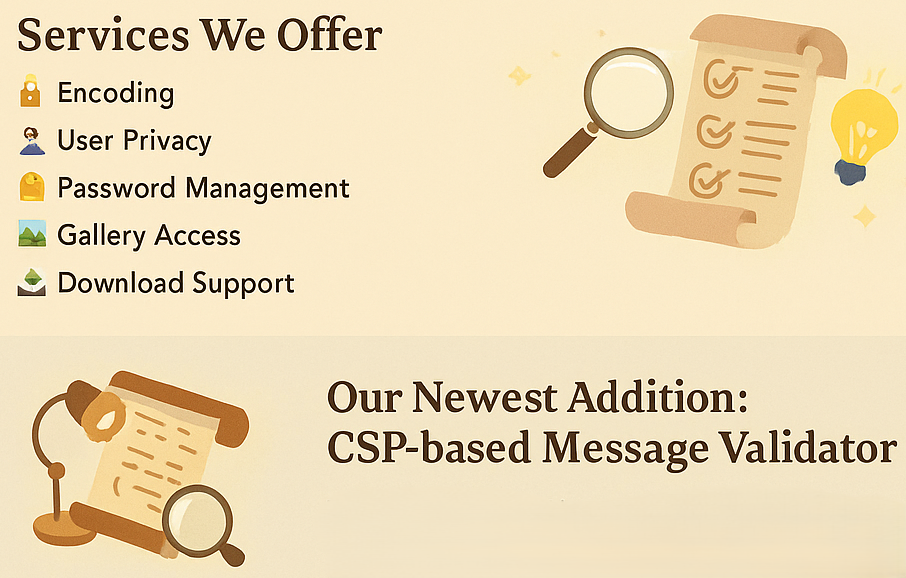 Services We Offer
Encoding
User Privacy
Password Management
Gallery Access
Download Support
Our Newest Addition:
CSP-based Message Validator